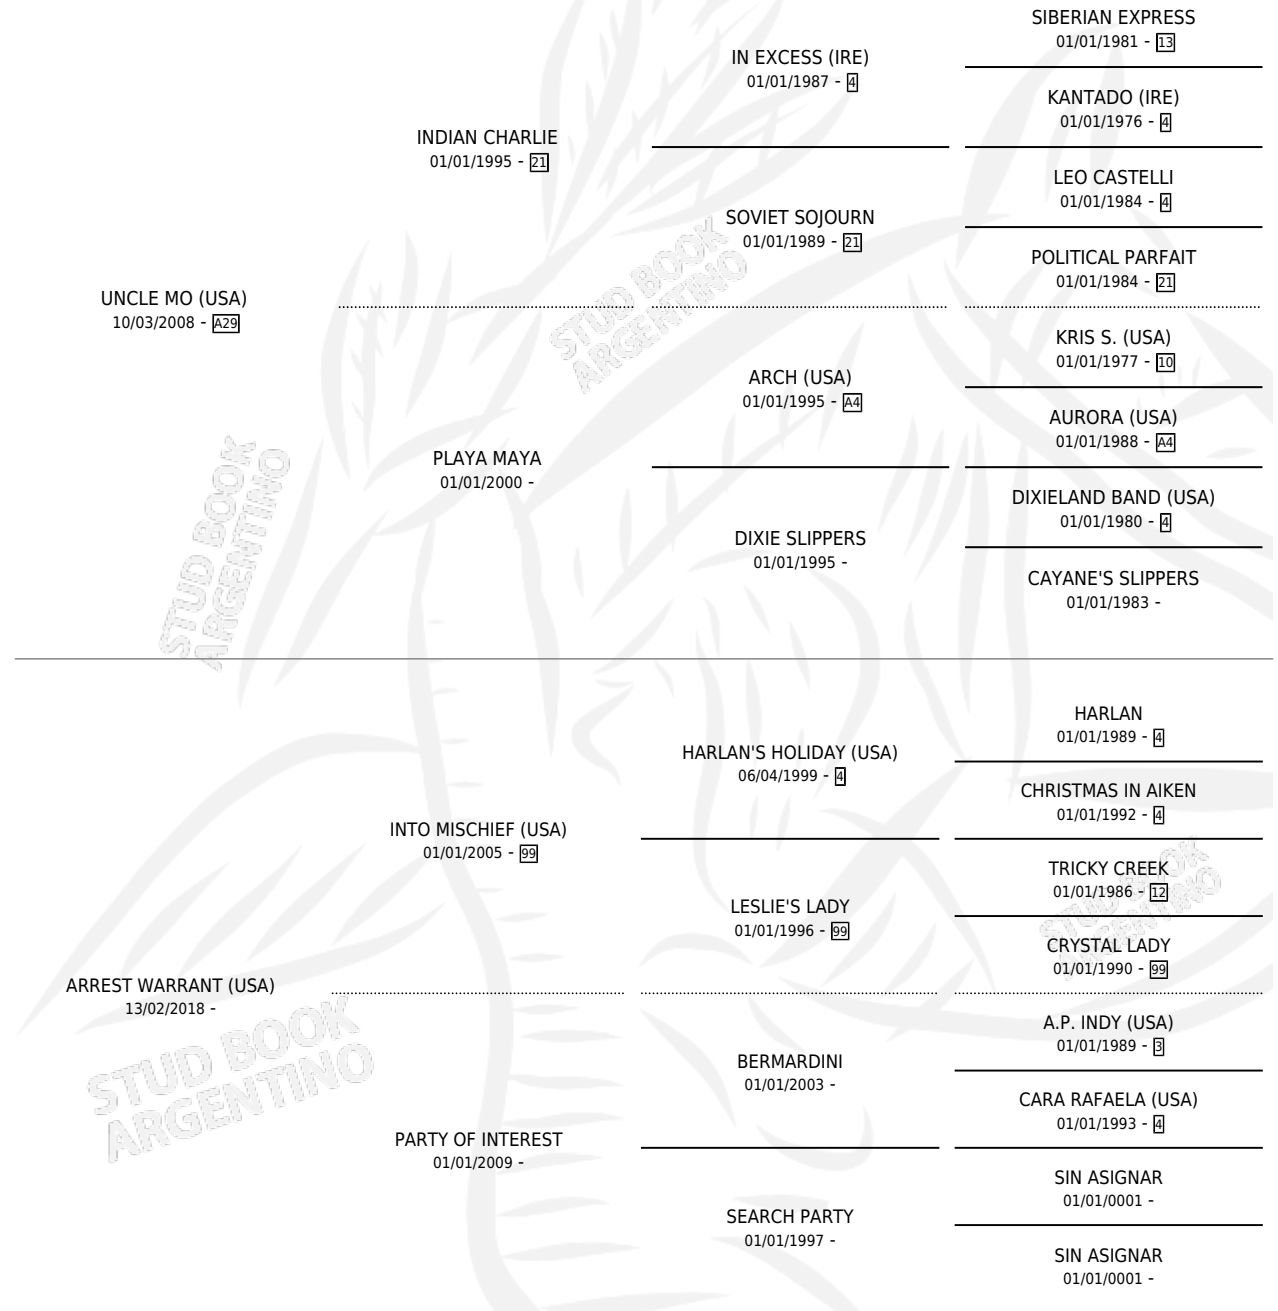 SIBERIAN EXPRESS
01/01/1981 - 13
IN EXCESS (IRE)
01/01/1987 - 4
KANTADO (IRE)
01/01/1976 - 4
INDIAN CHARLIE
01/01/1995 - 21
LEO CASTELLI
01/01/1984 - 4
SOVIET SOJOURN
01/01/1989 - 21
POLITICAL PARFAIT
01/01/1984 - 21
STUD BOOK
ARGENTINO
UNCLE MO (USA)
10/03/2008 - A29
KRIS S. (USA)
01/01/1977 - 10
ARCH (USA)
01/01/1995 - A4
AURORA (USA)
01/01/1988 - A4
PLAYA MAYA
01/01/2000 -
DIXIELAND BAND (USA)
01/01/1980 - 4
DIXIE SLIPPERS
01/01/1995 -
CAYANE'S SLIPPERS
01/01/1983 -
STUD BOOK
ARGENTINO
HARLAN
01/01/1989 - 4
HARLAN'S HOLIDAY (USA)
06/04/1999 - 4
CHRISTMAS IN AIKEN
01/01/1992 - 4
INTO MISCHIEF (USA)
01/01/2005 - 99
TRICKY CREEK
01/01/1986 - 12
LESLIE'S LADY
01/01/1996 - 99
STUD BOOK
ARGENTINO
CRYSTAL LADY
01/01/1990 - 99
ARREST WARRANT (USA)
13/02/2018 -
A.P. INDY (USA)
01/01/1989 - 3
BERMARDINI
01/01/2003 -
STUD BOOK
ARGENTINO
CARA RAFAELA (USA)
01/01/1993 - 4
PARTY OF INTEREST
01/01/2009 -
SIN ASIGNAR
01/01/0001 -
SEARCH PARTY
01/01/1997 -
SIN ASIGNAR
01/01/0001 -